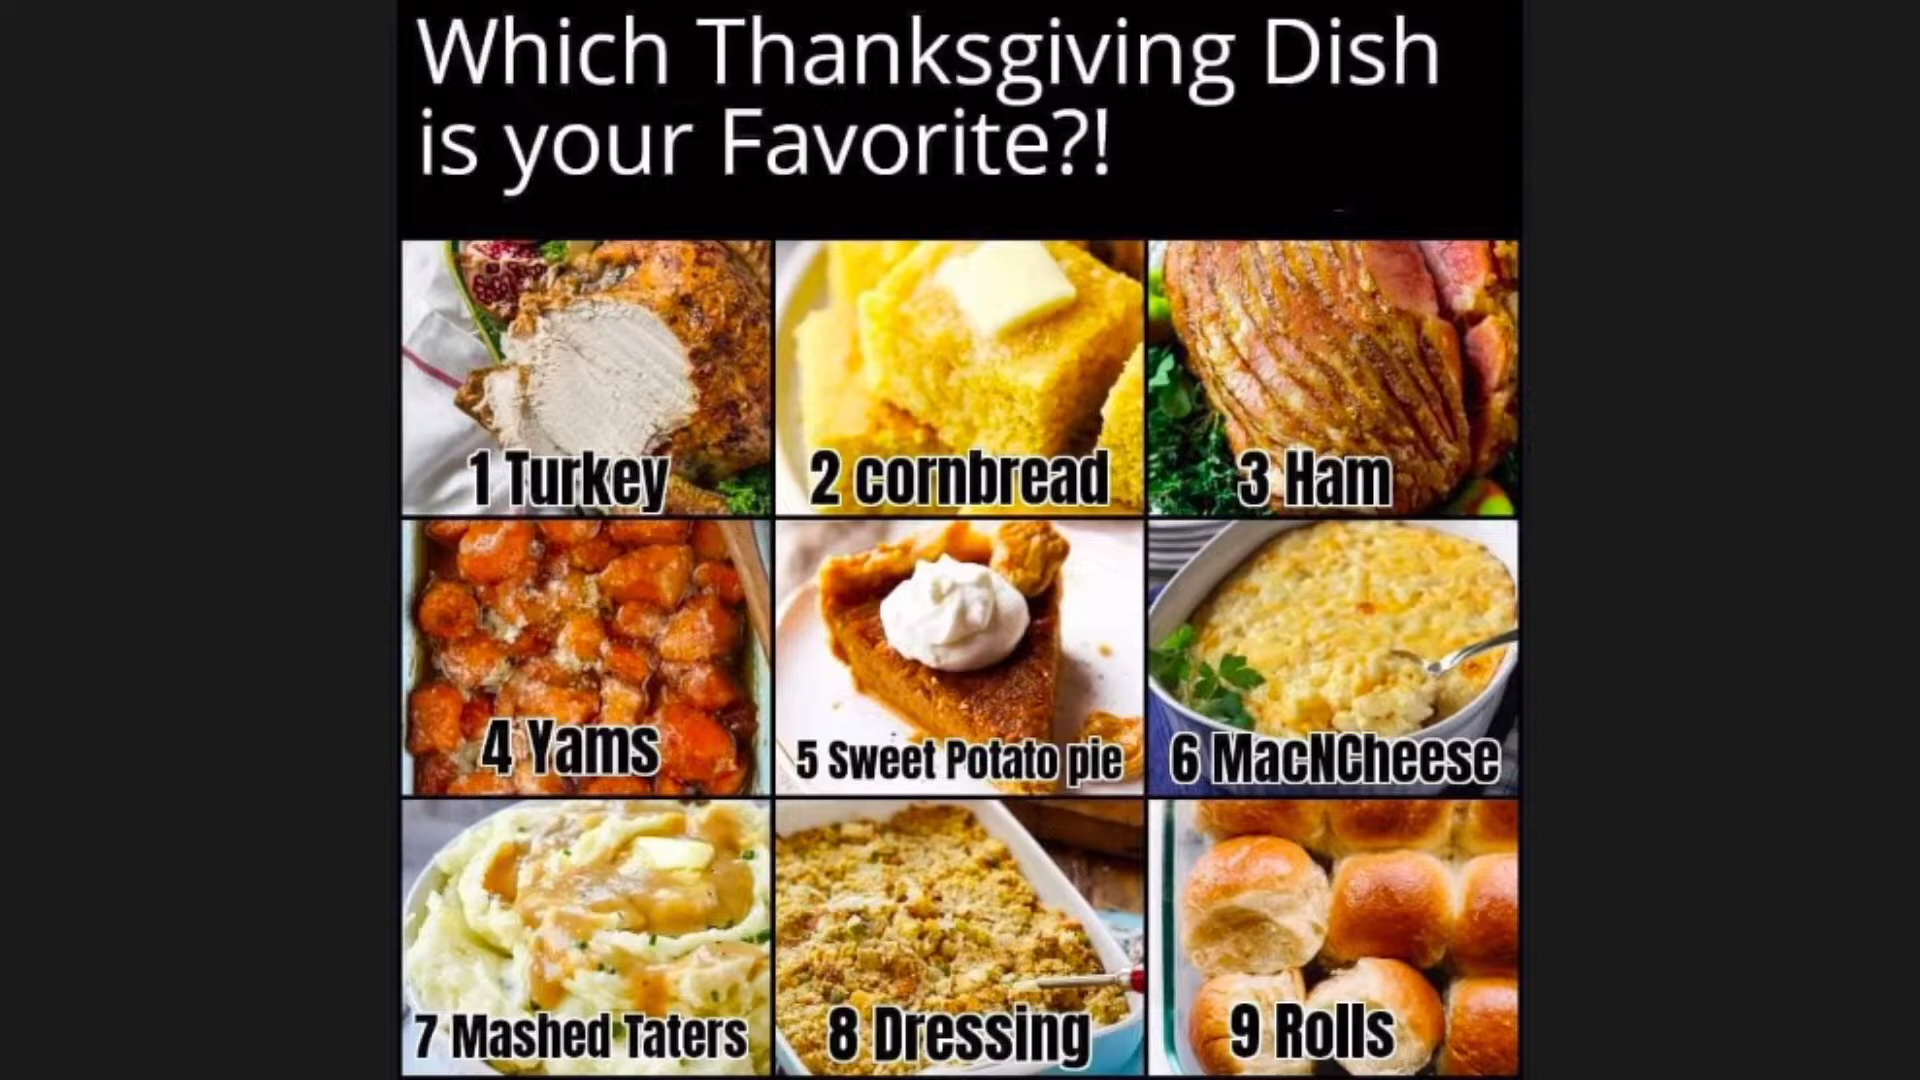 Which Thanksgiving Dish
is your Favorite?!
1 Turkey
2 cornbread
3 Ham
4 Yams
5 Sweet Potato pie
6 MacNCheese
7 Mashed Taters
8 Dressing
9 Rolls